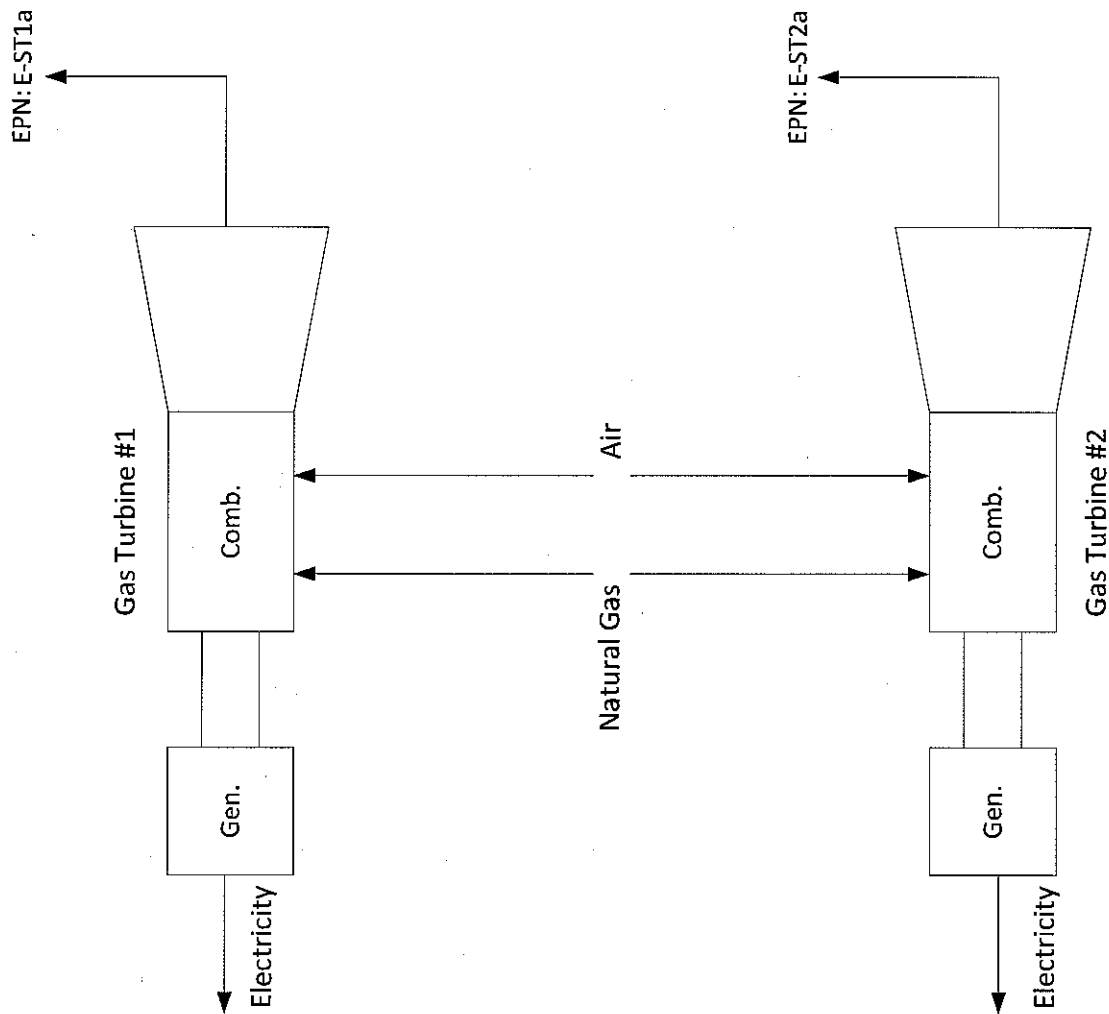 EPN: E-ST1a
Gas Turbine #1
Comb.
Gen.
Electricity
Air
Natural Gas
EPN: E-ST2a
Comb.
Gas Turbine #2
Gen.
Electricity